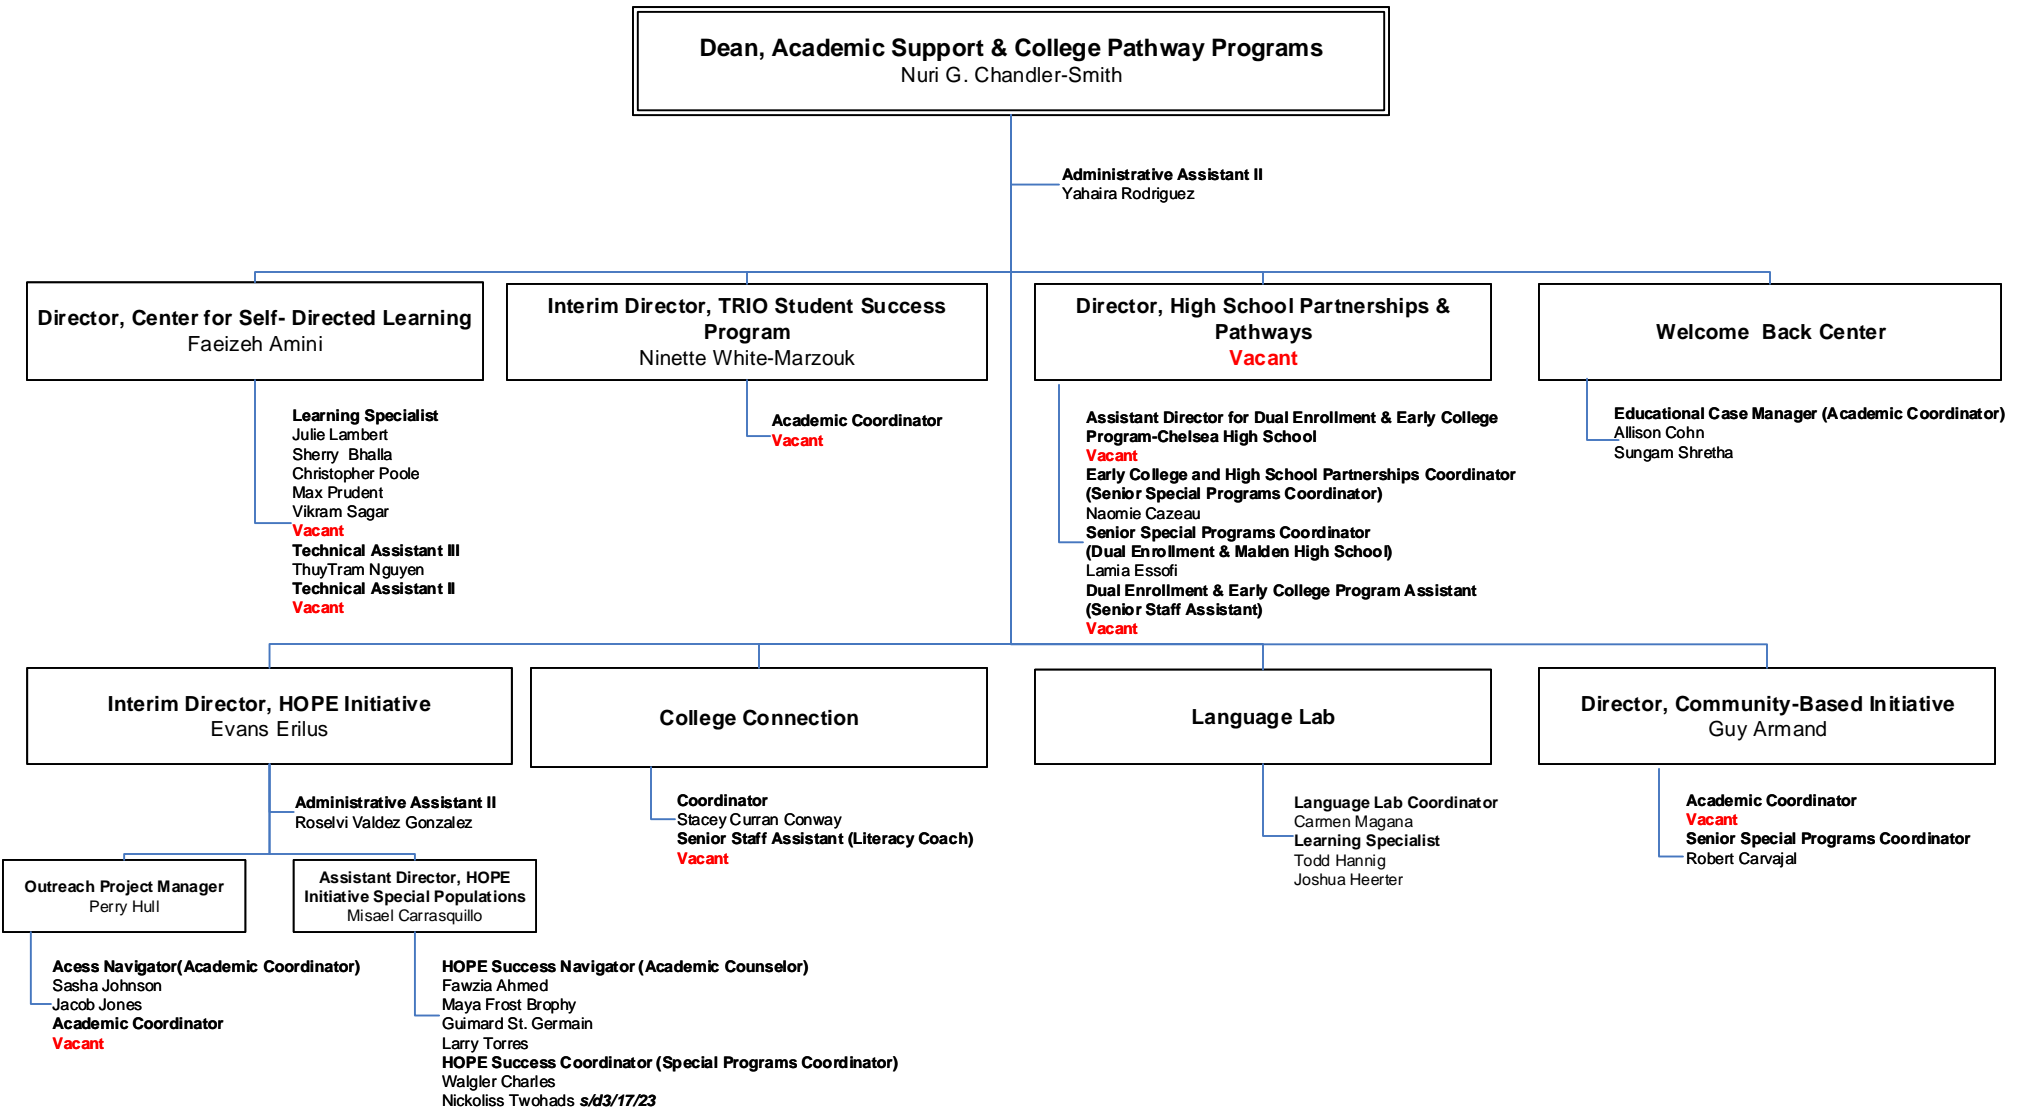 Dean, Academic Support & College Pathway Programs
Nuri G. Chandler-Smith
Administrative Assistant II
Yahaira Rodriguez
Director, Center for Self- Directed Learning
Faeizeh Amini
Learning Specialist
Julie Lambert
Sherry Bhalla
Christopher Poole
Max Prudent
Vikram Sagar
Vacant
Technical Assistant III
ThuyTram Nguyen
Technical Assistant II
Vacant
Interim Director, TRIO Student Success
Program
Ninette White-Marzouk
Academic Coordinator
Vacant
Director, High School Partnerships &
Pathways
Vacant
Assistant Director for Dual Enrollment & Early College
Program-Chelsea High School
Vacant
Early College and High School Partnerships Coordinator
(Senior Special Programs Coordinator)
Naomie Cazeau
Senior Special Programs Coordinator
(Dual Enrollment & Malden High School)
Lamia Essofi
Dual Enrollment & Early College Program Assistant
(Senior Staff Assistant)
Vacant
Welcome Back Center
Educational Case Manager (Academic Coordinator)
Allison Cohn
Sungam Shretha
Interim Director, HOPE Initiative
Evans Erilus
Administrative Assistant II
Roselvi Valdez Gonzalez
Outreach Project Manager
Perry Hull
Acess Navigator(Academic Coordinator)
Sasha Johnson
Jacob Jones
Academic Coordinator
Vacant
Assistant Director, HOPE
Initiative Special Populations
Misael Carrasquillo
HOPE Success Navigator (Academic Counselor)
Fawzia Ahmed
Maya Frost Brophy
Guimard St. Germain
Larry Torres
HOPE Success Coordinator (Special Programs Coordinator)
Walgler Charles
Nickoliss Twohads s/d3/17/23
College Connection
Coordinator
Stacey Curran Conway
Senior Staff Assistant (Literacy Coach)
Vacant
Language Lab
Language Lab Coordinator
Carmen Magana
Learning Specialist
Todd Hannig
Joshua Heerter
Director, Community-Based Initiative
Guy Armand
Academic Coordinator
Vacant
Senior Special Programs Coordinator
Robert Carvajal